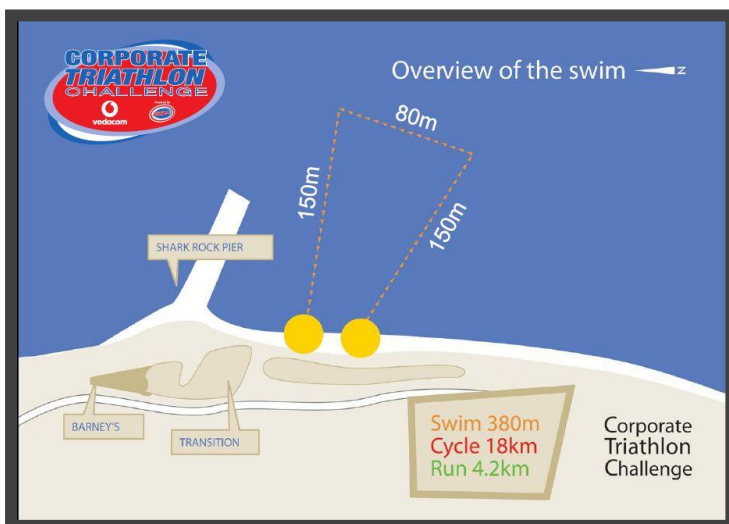 CORPORATE
TRIATHLON
CHALLENGE
vodacom
Overview of the swim
Z
80m
150m
150m
SHARK ROCK PIER
BARNEY'S
TRANSITION
Swim 380m
Cycle 18km
Run 4.2km
Corporate
Triathlon
Challenge